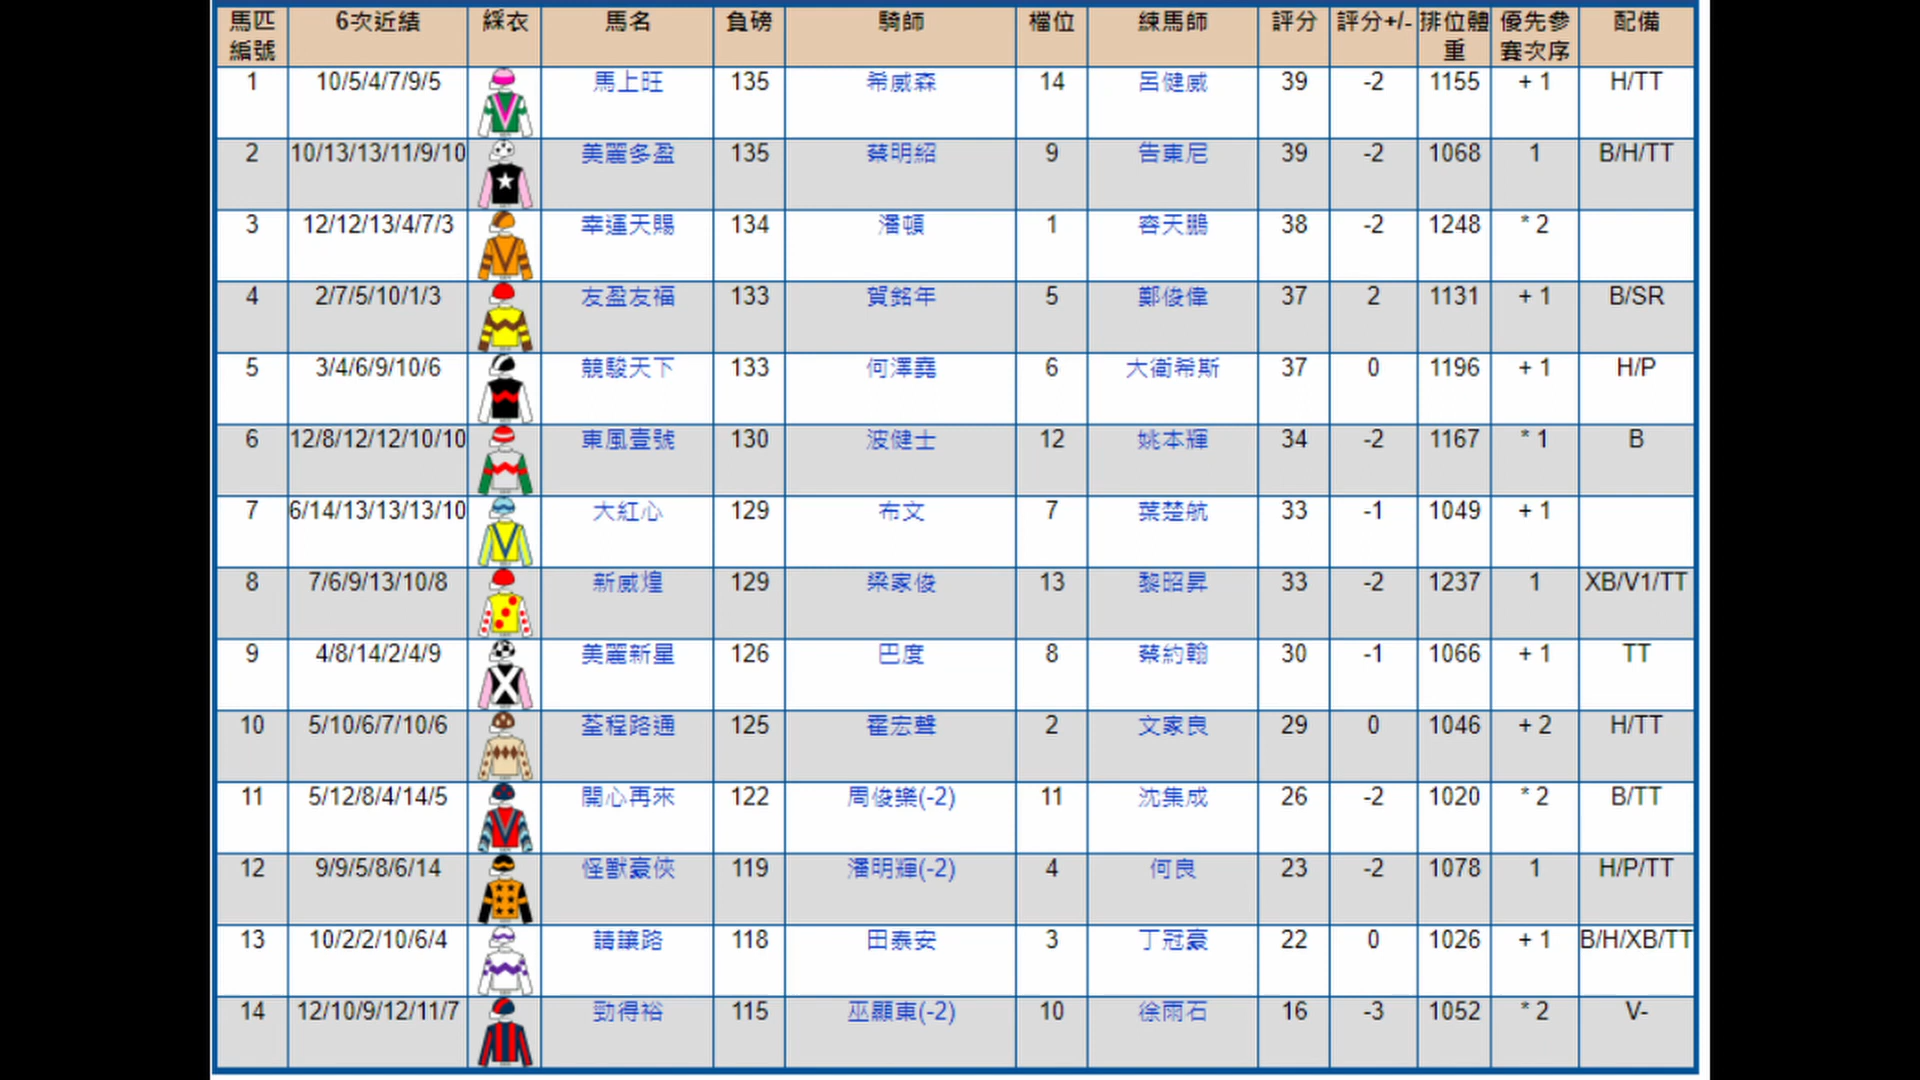 馬匹編號 6次近績 綵衣 馬名 負磅 騎師 檔位 練馬師 評分 評分+/- 排位體重 優先參賽次序 配備
1 10/5/4/7/9/5 馬上旺 135 希威森 14 呂健威 39 -2 1155 + 1 H/TT
2 10/13/13/11/9/10 美麗多盈 135 蔡明紹 9 告東尼 39 -2 1068 1 B/H/TT
3 12/12/13/4/7/3 幸運天賜 134 潘頓 1 容天鵬 38 -2 1248 * 2
4 2/7/5/10/1/3 友盈友福 133 賀銘年 5 鄭俊偉 37 2 1131 + 1 B/SR
5 3/4/6/9/10/6 競駿天下 133 何澤堯 6 大衛希斯 37 0 1196 + 1 H/P
6 12/8/12/12/10/10 東風壹號 130 波健士 12 姚本輝 34 -2 1167 * 1 B
7 6/14/13/13/13/10 大紅心 129 布文 7 葉楚航 33 -1 1049 + 1
8 7/6/9/13/10/8 新威煌 129 梁家俊 13 黎昭昇 33 -2 1237 1 XB/V1/TT
9 4/8/14/2/4/9 美麗新星 126 巴度 8 蔡約翰 30 -1 1066 + 1 TT
10 5/10/6/7/10/6 荃程路通 125 霍宏聲 2 文家良 29 0 1046 + 2 H/TT
11 5/12/8/4/14/5 開心再來 122 周俊樂(-2) 11 沈集成 26 -2 1020 * 2 B/TT
12 9/9/5/8/6/14 怪獸豪俠 119 潘明輝(-2) 4 何良 23 -2 1078 1 H/P/TT
13 10/2/2/10/6/4 請讓路 118 田泰安 3 丁冠豪 22 0 1026 + 1 B/H/XB/TT
14 12/10/9/12/11/7 勁得裕 115 巫顯東(-2) 10 徐雨石 16 -3 1052 * 2 V-